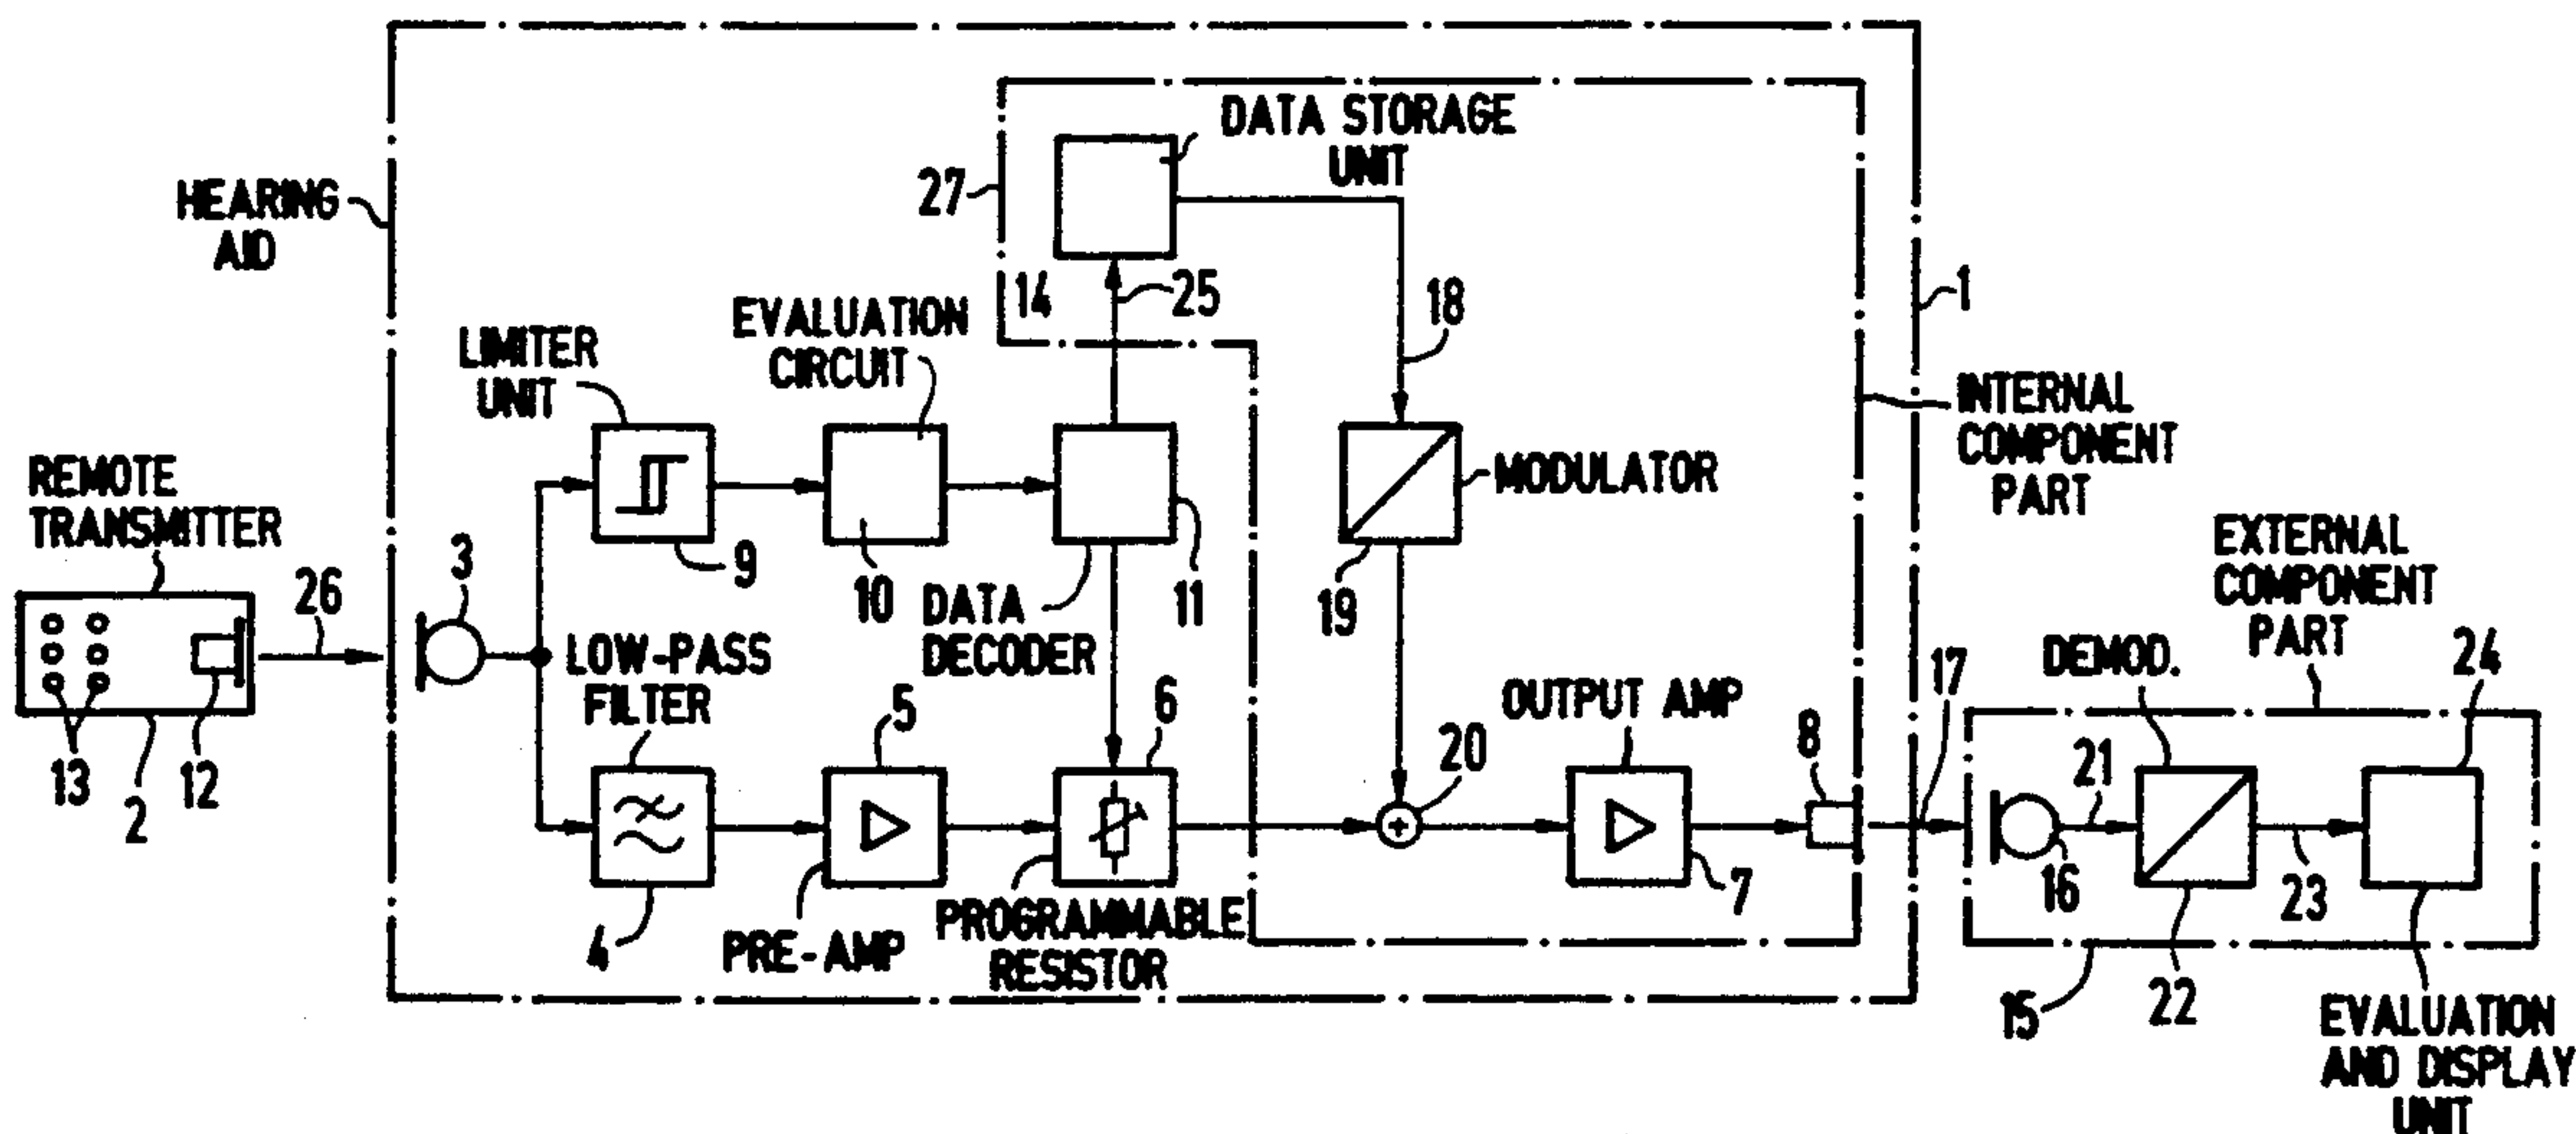 DATA STORAGE
UNIT
27
HEARING
AID
14
25
18
1
EVALUATION
CIRCUIT
LIMITER
UNIT
INTERNAL
COMPONENT
PART
REMOTE
TRANSMITTER
MODULATOR
26
3
9
10
DATA
DECODER
11
19
EXTERNAL
COMPONENT
PART
LOW-PASS
FILTER
5
6
OUTPUT AMP
20
8
17
DEMOD.
24
13
2
12
21
16
23
4
PRE-AMP
PROGRAMMABLE
RESISTOR
7
15
22
EVALUATION
AND DISPLAY
UNIT
+